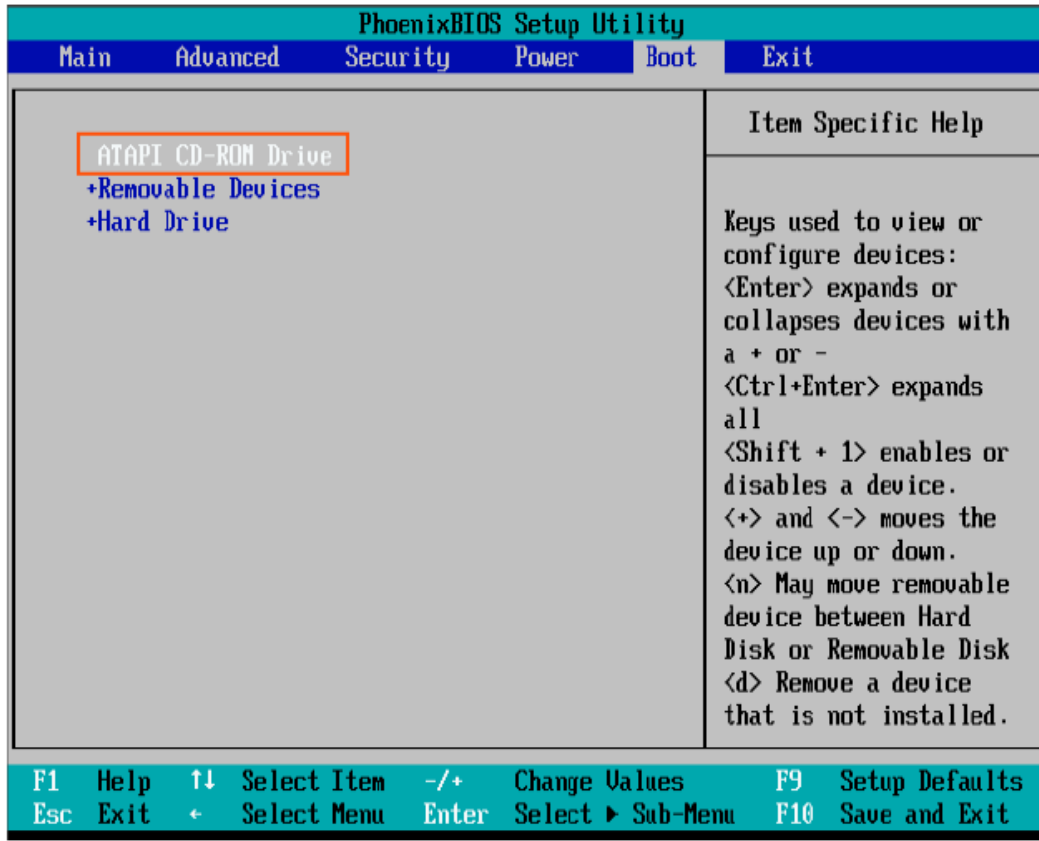 PhoenixBIOS Setup Utility
Main Advanced Security Power Boot Exit
ATAPI CD-ROM Drive
+Removable Devices
+Hard Drive
Item Specific Help
Keys used to view or
configure devices:
<Enter> expands or
collapses devices with
a + or -
<Ctrl+Enter> expands
all
<Shift + 1> enables or
disables a device.
<+> and <-> moves the
device up or down.
<n> May move removable
device between Hard
Disk or Removable Disk
<d> Remove a device
that is not installed.
F1 Help ↑↓ Select Item -/+ Change Values F9 Setup Defaults
Esc Exit ← Select Menu Enter Select ▶ Sub-Menu F10 Save and Exit